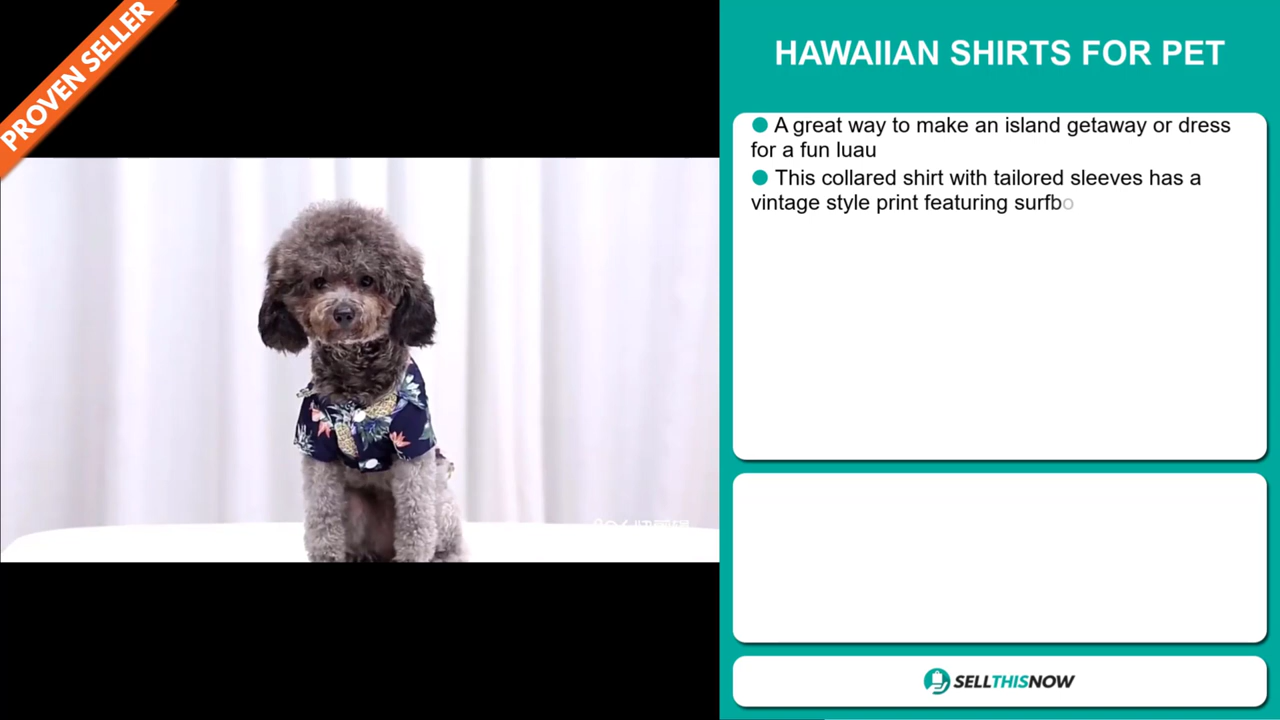 PROVEN SELLER
HAWAIIAN SHIRTS FOR PET
● A great way to make an island getaway or dress
for a fun luau
● This collared shirt with tailored sleeves has a
vintage style print featuring surfbo
SELLTHISNOW